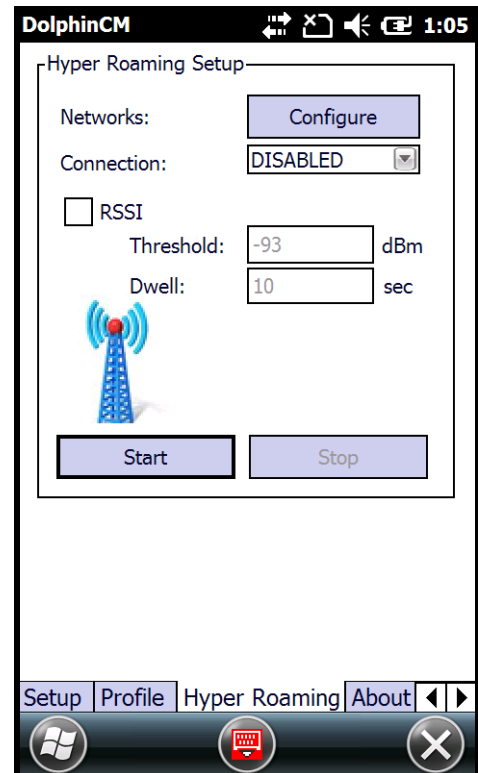 DolphinCM 1:05
Hyper Roaming Setup
Networks: Configure
Connection: DISABLED
RSSI
Threshold: -93 dBm
Dwell: 10 sec
Start Stop
Setup Profile Hyper Roaming About